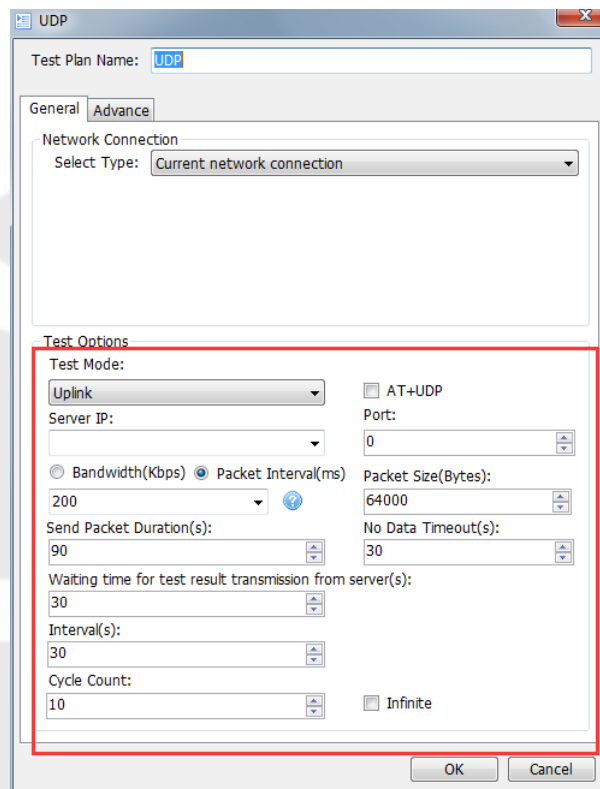 UDP
Test Plan Name: UDP
General Advance
Network Connection
Select Type: Current network connection
Test Options
Test Mode:
Uplink AT+UDP
Server IP: Port:
0
Bandwidth(Kbps) Packet Interval(ms) Packet Size(Bytes):
200 64000
Send Packet Duration(s): No Data Timeout(s):
90 30
Waiting time for test result transmission from server(s):
30
Interval(s):
30
Cycle Count:
10 Infinite
OK Cancel